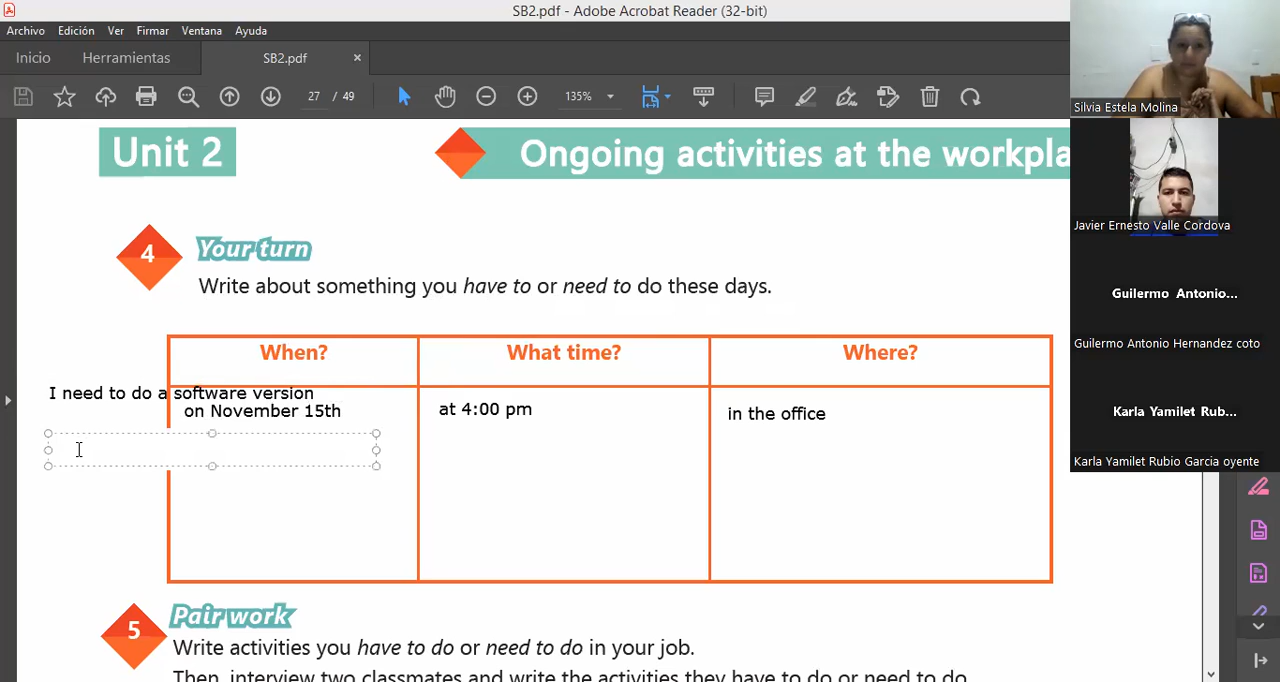 SB2.pdf - Adobe Acrobat Reader (32-bit)
Archivo Edición Ver Firmar Ventana Ayuda
Inicio Herramientas SB2.pdf ×
27 / 49 135%
Unit 2 Ongoing activities at the workpla
4 Your turn
Write about something you have to or need to do these days.
When? What time? Where?
I need to do a software version
on November 15th at 4:00 pm in the office
5 Pair work
Write activities you have to do or need to do in your job.
Then, interview two classmates and write the activities they have to do or need to do
Silvia Estela Molina
Javier Ernesto Valle Cordova
Guilermo Antonio...
Guilermo Antonio Hernandez coto
Karla Yamilet Rub...
Karla Yamilet Rubio Garcia oyente